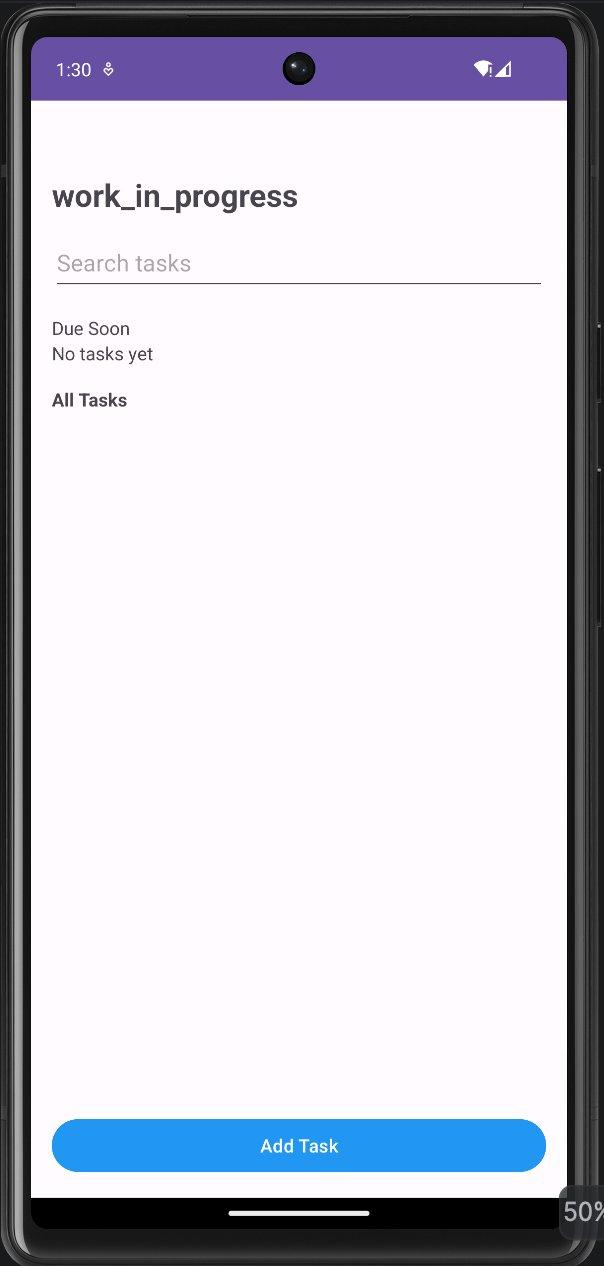 1:30
work_in_progress
Search tasks
Due Soon
No tasks yet
All Tasks
Add Task
50%